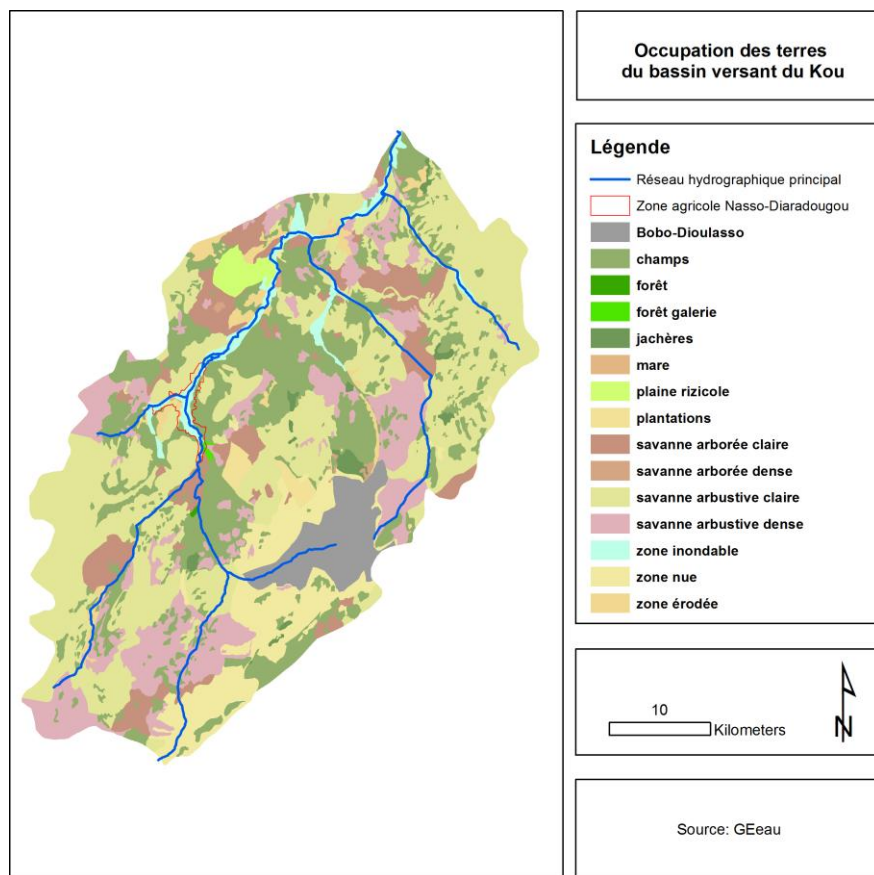 Occupation des terres
du bassin versant du Kou
Légende
Réseau hydrographique principal
Zone agricole Nasso-Diaradougou
Bobo-Dioulasso
champs
forêt
forêt galerie
jachères
mare
plaine rizicole
plantations
savanne arborée claire
savanne arborée dense
savanne arbustive claire
savanne arbustive dense
zone inondable
zone nue
zone érodée
10
Kilometers
N
Source: GEeau